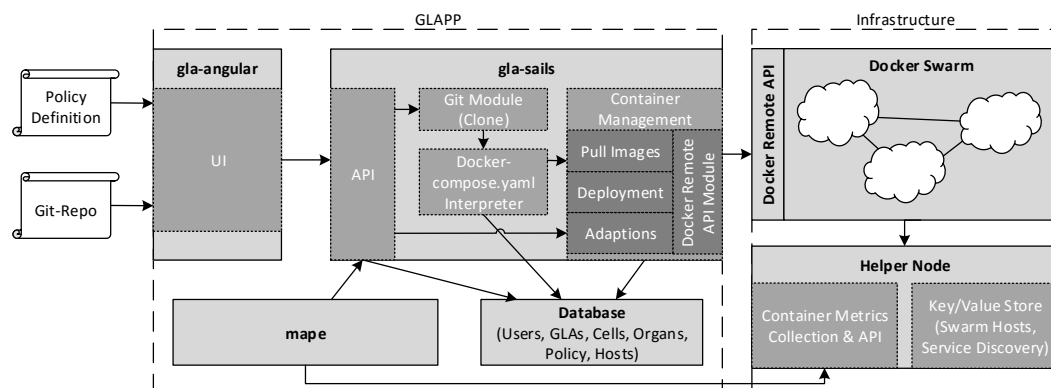 GLAPP
Infrastructure
Policy
Definition
Git-Repo
gla-angular
UI
gla-sails
API
Git Module
(Clone)
Docker-
compose.yaml
Interpreter
Container
Management
Pull Images
Deployment
Adaptions
Docker Remote
API Module
Docker Remote API
Docker Swarm
mape
Database
(Users, GLAs, Cells, Organs,
Policy, Hosts)
Helper Node
Container Metrics
Collection & API
Key/Value Store
(Swarm Hosts,
Service Discovery)